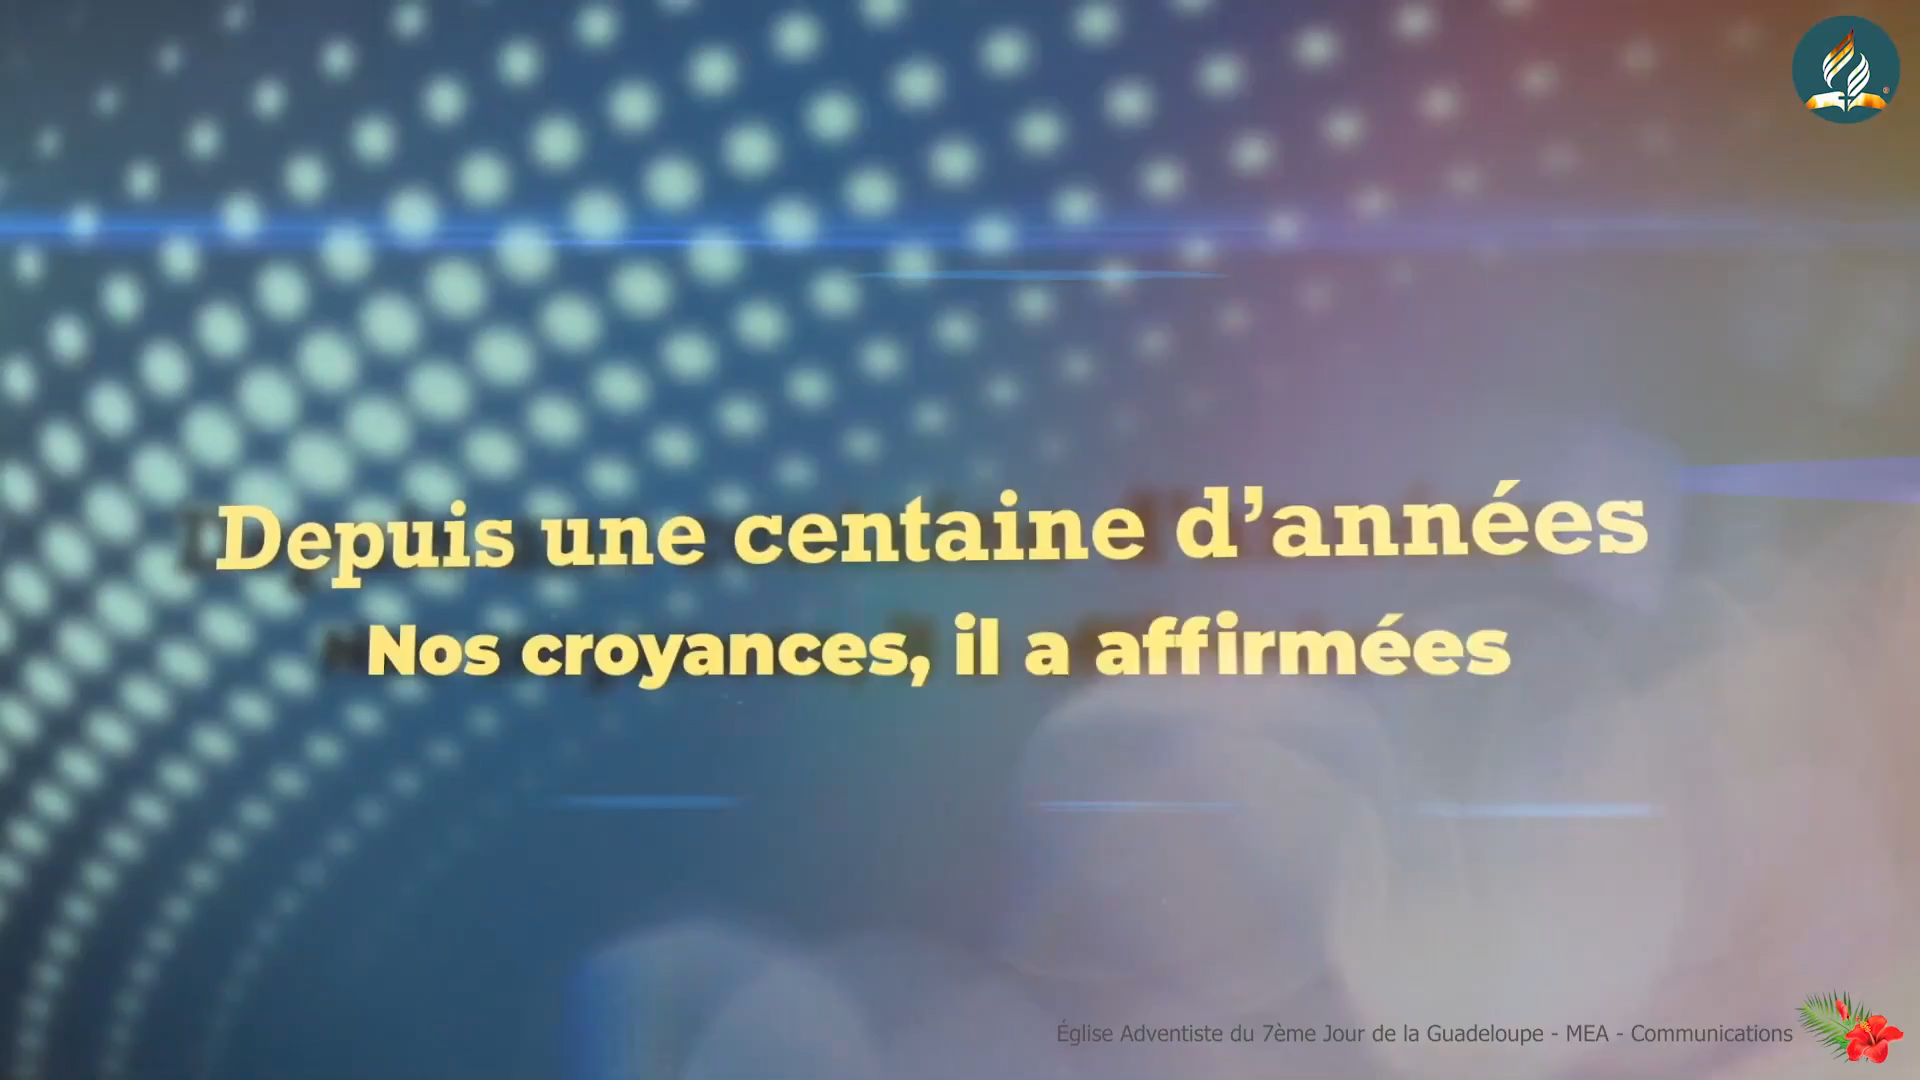 Depuis une centaine d’années
Nos croyances, il a affirmées
Église Adventiste du 7ème Jour de la Guadeloupe - MEA - Communications